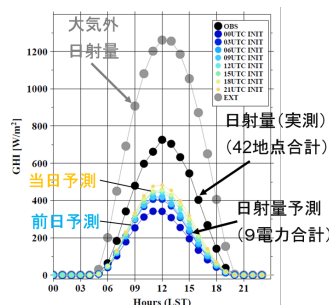 大気外
日射量
OBS
00UTC INIT
03UTC INIT
06UTC INIT
09UTC INIT
12UTC INIT
15UTC INIT
18UTC INIT
21UTC INIT
EXT
日射量(実測)
(42地点合計)
当日予測
前日予測
日射量予測
(9電力合計)
GHI [W/m²]
1200
1000
800
600
400
200
0
00 03 06 09 12 15 18 21
Hours (LST)